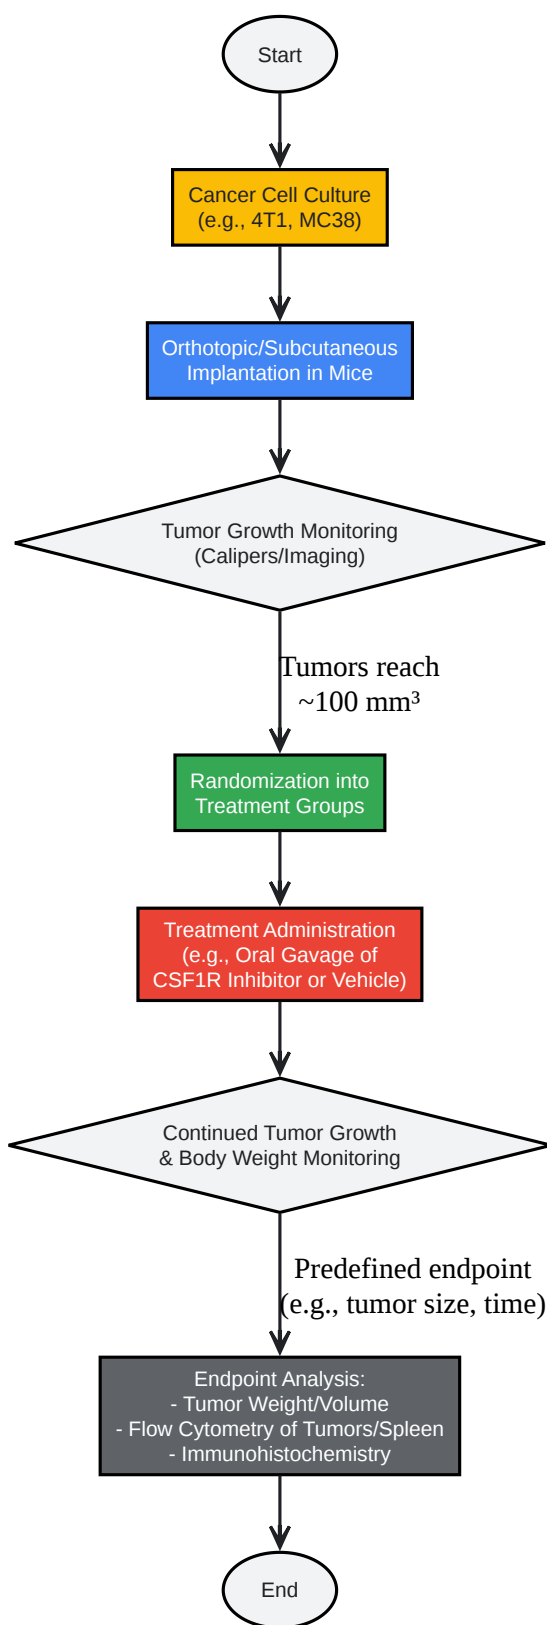 Start
Cancer Cell Culture
(e.g., 4T1, MC38)
Orthotopic/Subcutaneous
Implantation in Mice
Tumor Growth Monitoring
(Calipers/Imaging)
Tumors reach
~100 mm³
Randomization into
Treatment Groups
Treatment Administration
(e.g., Oral Gavage of
CSF1R Inhibitor or Vehicle)
Continued Tumor Growth
& Body Weight Monitoring
Predefined endpoint
(e.g., tumor size, time)
Endpoint Analysis:
- Tumor Weight/Volume
- Flow Cytometry of Tumors/Spleen
- Immunohistochemistry
End